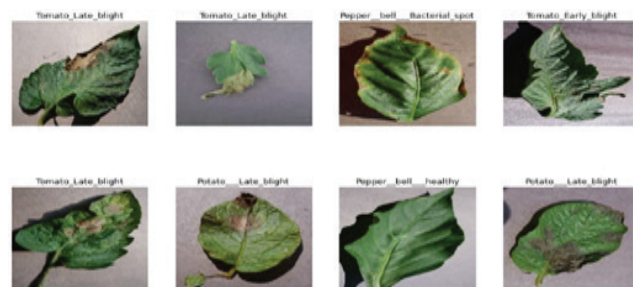 Tomato_Late_blight
Tomato_Late_blight
Pepper__bell___Bacterial_spot
Tomato_Early_blight
Tomato_Late_blight
Potato___Late_blight
Pepper__bell___healthy
Potato___Late_blight